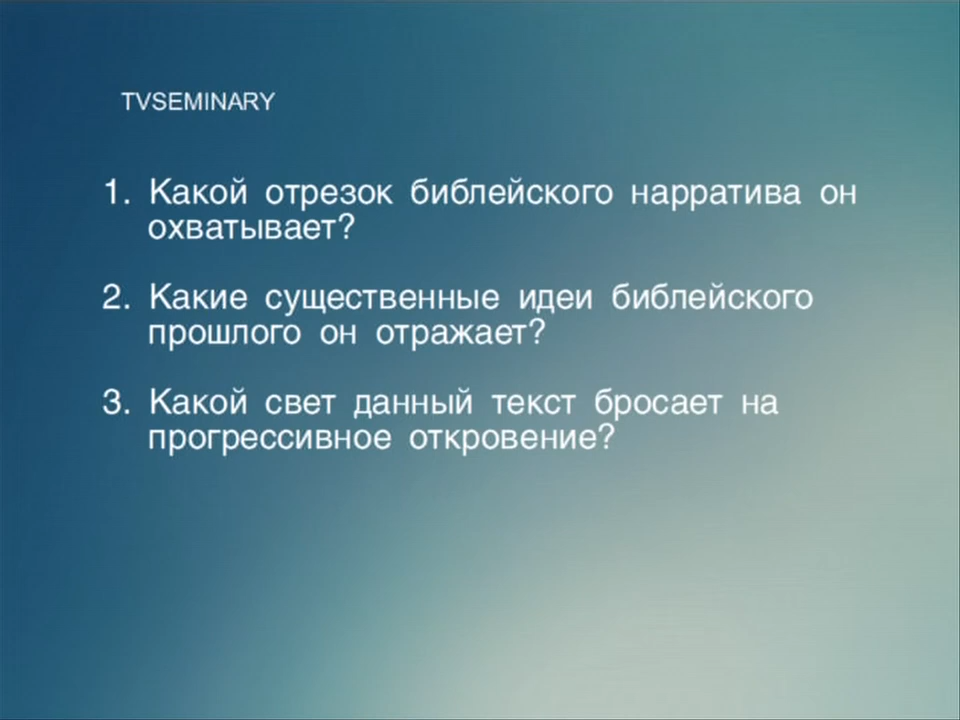 TVSEMINARY
1. Какой отрезок библейского нарратива он
охватывает?
2. Какие существенные идеи библейского
прошлого он отражает?
3. Какой свет данный текст бросает на
прогрессивное откровение?